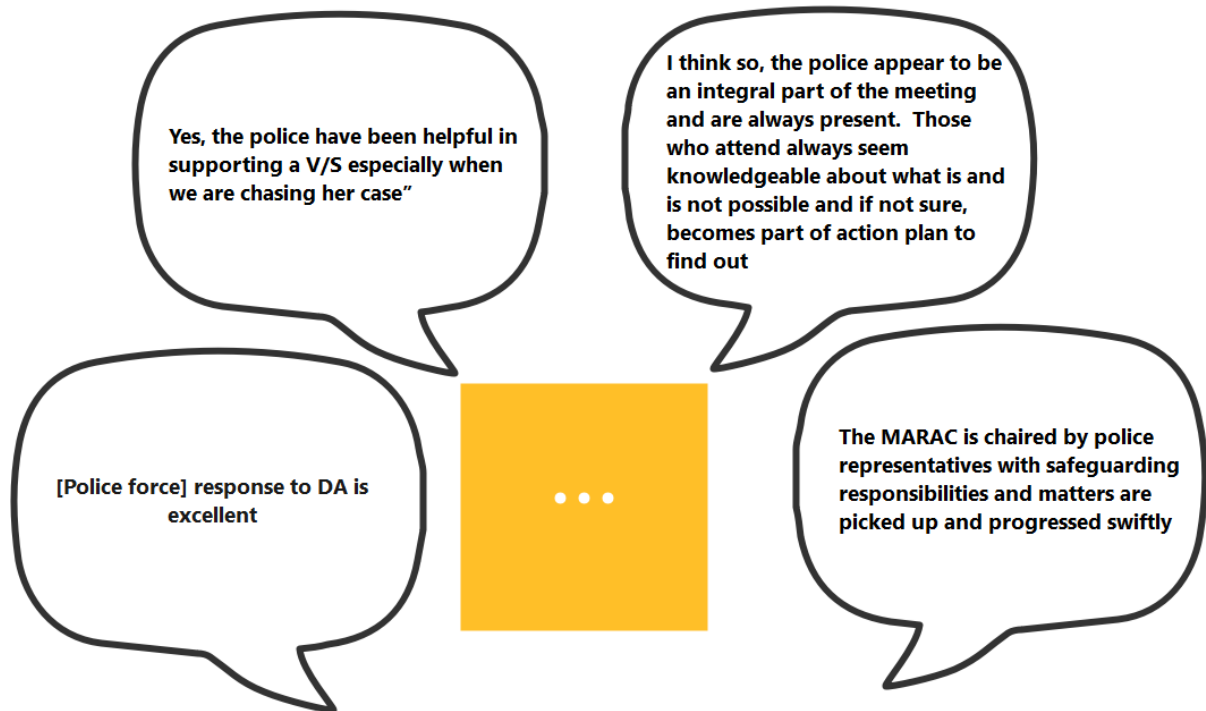 Yes, the police have been helpful in
supporting a V/S especially when
we are chasing her case”
I think so, the police appear to be
an integral part of the meeting
and are always present.  Those
who attend always seem
knowledgeable about what is and
is not possible and if not sure,
becomes part of action plan to
find out
[Police force] response to DA is
excellent
...
The MARAC is chaired by police
representatives with safeguarding
responsibilities and matters are
picked up and progressed swiftly